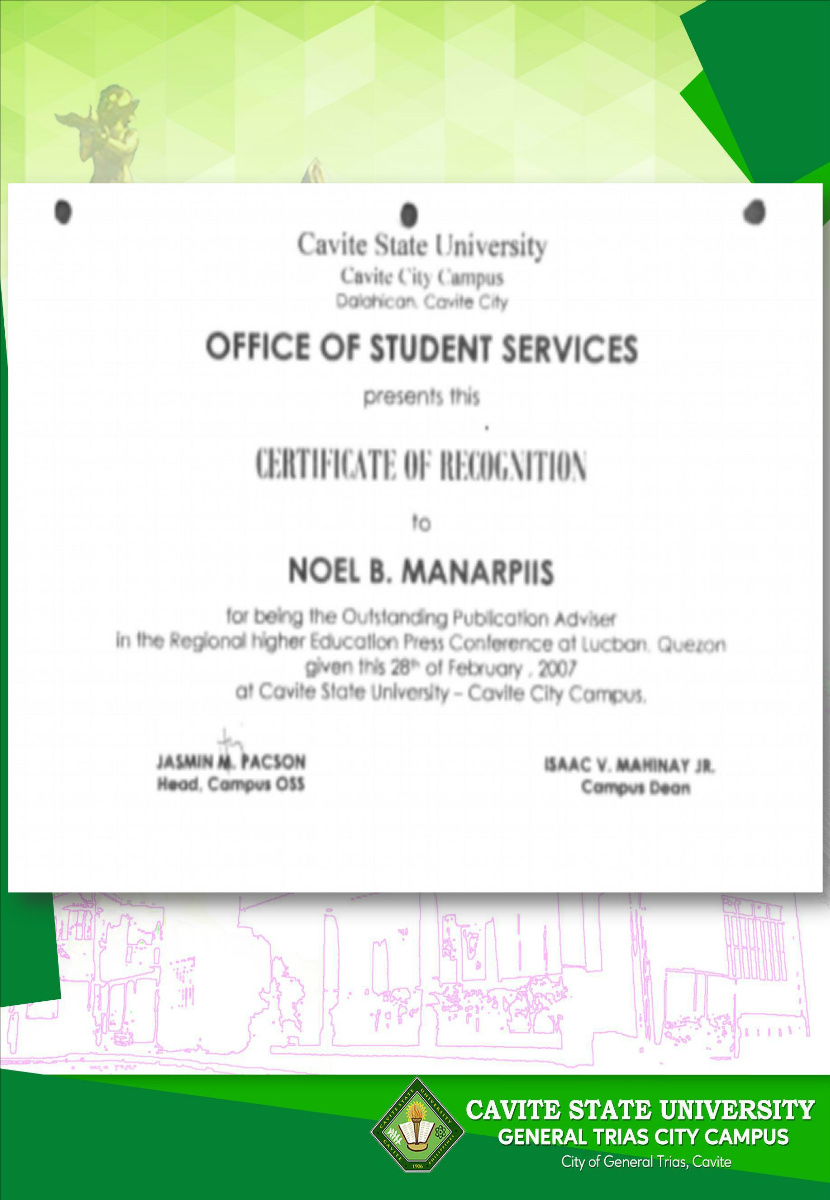 Cavite State University
Cavite City Campus
Dalahican, Cavite City
OFFICE OF STUDENT SERVICES
presents this
CERTIFICATE OF RECOGNITION
to
NOEL B. MANARPIIS
for being the Outstanding Publication Adviser
in the Regional higher Education Press Conference at Lucban, Quezon
given this 28th of February , 2007
at Cavite State University – Cavite City Campus.
JASMIN M. PACSON
Head, Campus OSS
ISAAC V. MAHINAY JR.
Campus Dean
CAVITE STATE UNIVERSITY
GENERAL TRIAS CITY CAMPUS
City of General Trias, Cavite
1906